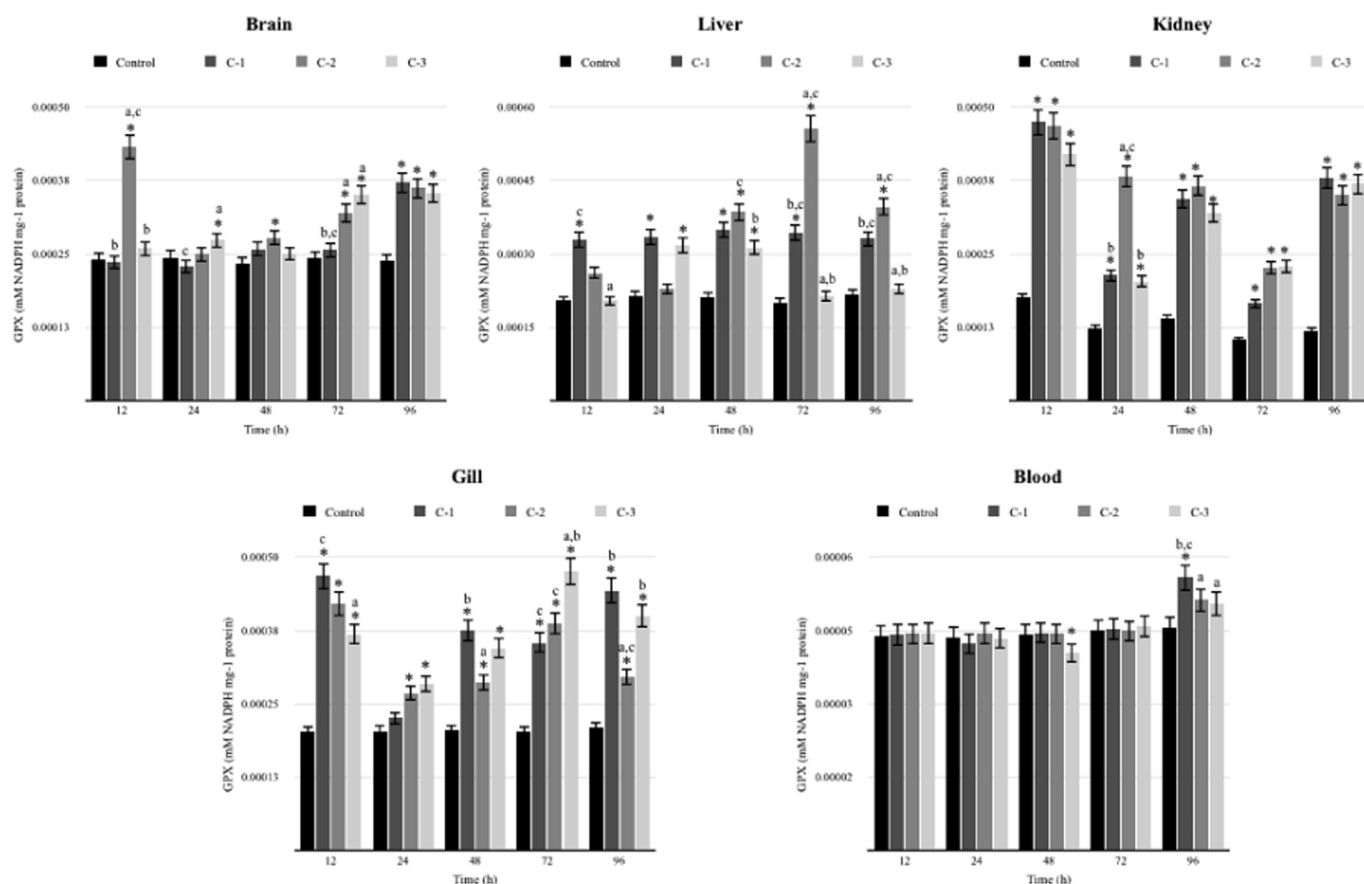 Brain
Control C-1 C-2 C-3
GPX (mM NADPH mg-1 protein)
0.00050
0.00038
0.00025
0.00013
b a,c * b
c a *
*
b,c a * a *
* * *
12 24 48 72 96
Time (h)
Liver
Control C-1 C-2 C-3
GPX (mM NADPH mg-1 protein)
0.00060
0.00045
0.00030
0.00015
c * a
* *
* c * b *
b,c * a,c * a,b
b,c * a,c * a,b
12 24 48 72 96
Time (h)
Kidney
Control C-1 C-2 C-3
GPX (mM NADPH mg-1 protein)
0.00050
0.00038
0.00025
0.00013
* * *
b * a,c * b *
* * *
* * *
* * *
12 24 48 72 96
Time (h)
Gill
Control C-1 C-2 C-3
GPX (mM NADPH mg-1 protein)
0.00050
0.00038
0.00025
0.00013
c * * a *
* *
b * a * *
c * c * a,b *
b * a,c * b *
12 24 48 72 96
Time (h)
Blood
Control C-1 C-2 C-3
GPX (mM NADPH mg-1 protein)
0.00006
0.00005
0.00003
0.00002
*
b,c * a a
12 24 48 72 96
Time (h)